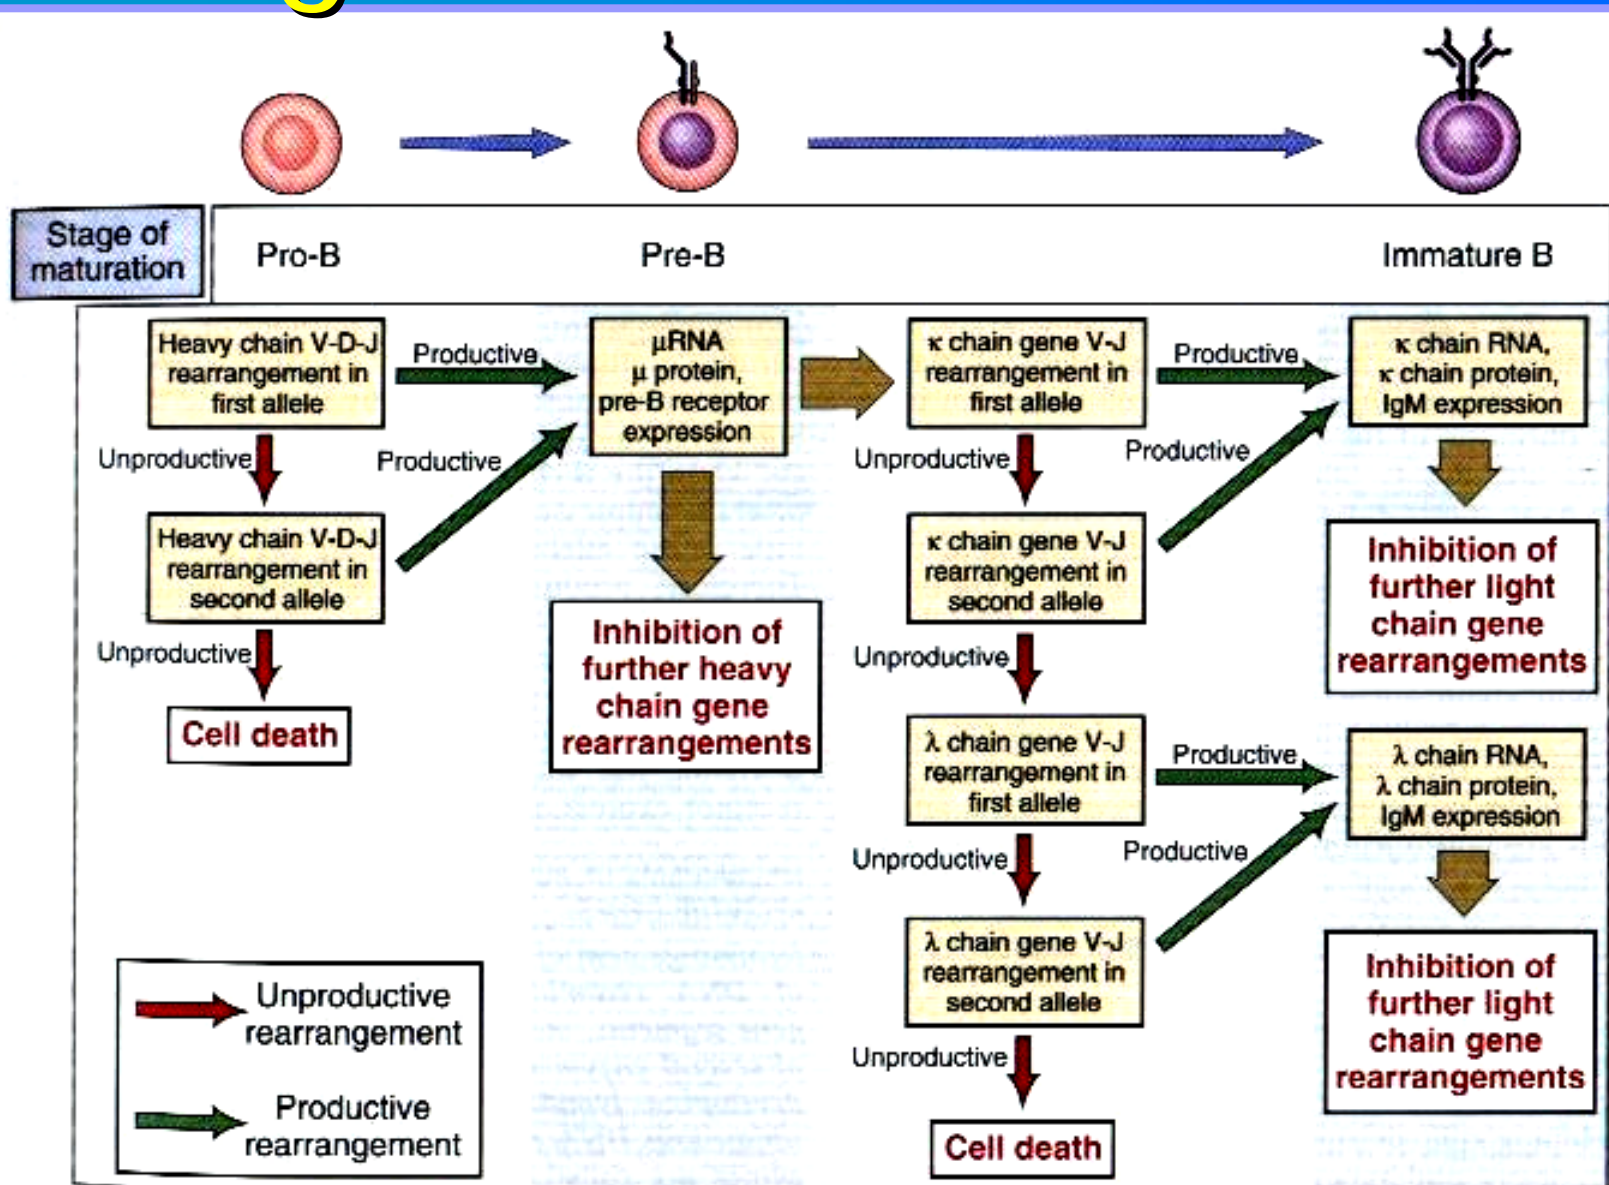 Stage of
maturation
Pro-B
Pre-B
Immature B
Heavy chain V-D-J
rearrangement in
first allele
Productive
Unproductive
Productive
Heavy chain V-D-J
rearrangement in
second allele
Unproductive
Cell death
μRNA
μ protein,
pre-B receptor
expression
Inhibition of
further heavy
chain gene
rearrangements
κ chain gene V-J
rearrangement in
first allele
Productive
Unproductive
Productive
κ chain gene V-J
rearrangement in
second allele
Unproductive
λ chain gene V-J
rearrangement in
first allele
Productive
Unproductive
Productive
λ chain gene V-J
rearrangement in
second allele
Unproductive
Cell death
κ chain RNA,
κ chain protein,
IgM expression
Inhibition of
further light
chain gene
rearrangements
λ chain RNA,
λ chain protein,
IgM expression
Inhibition of
further light
chain gene
rearrangements
Unproductive
rearrangement
Productive
rearrangement